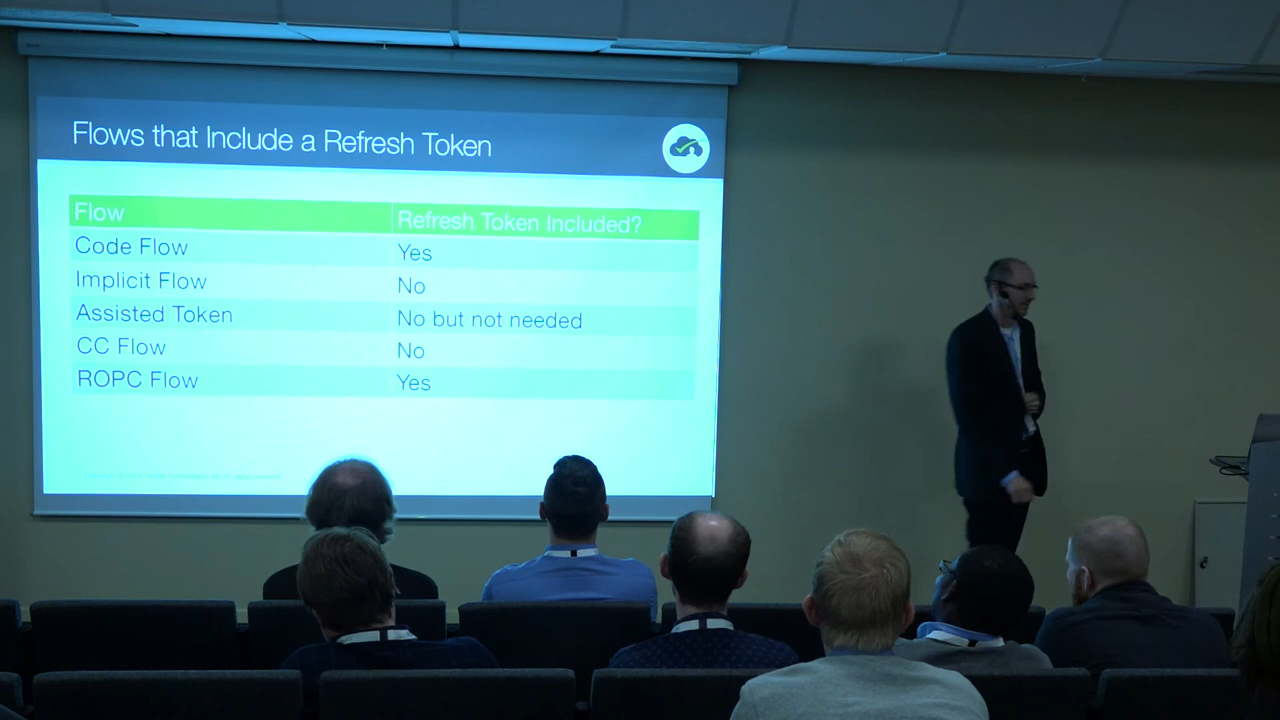 Flows that Include a Refresh Token
Flow Refresh Token Included?
Code Flow Yes
Implicit Flow No
Assisted Token No but not needed
CC Flow No
ROPC Flow Yes